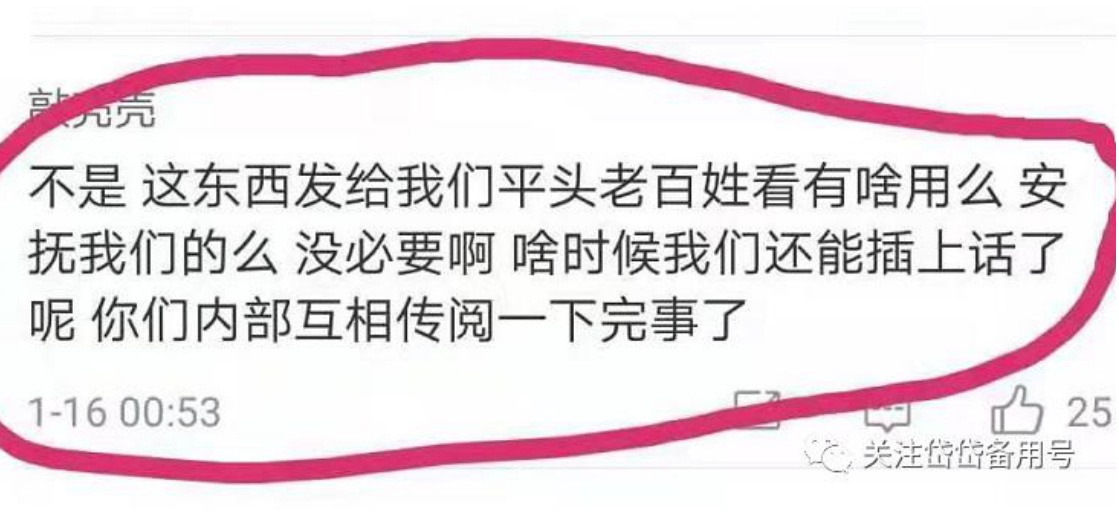 敲壳壳
不是 这东西发给我们平头老百姓看有啥用么 安
抚我们的么 没必要啊 啥时候我们还能插上话了
呢 你们内部互相传阅一下完事了
1-16 00:53
25
关注岱岱备用号